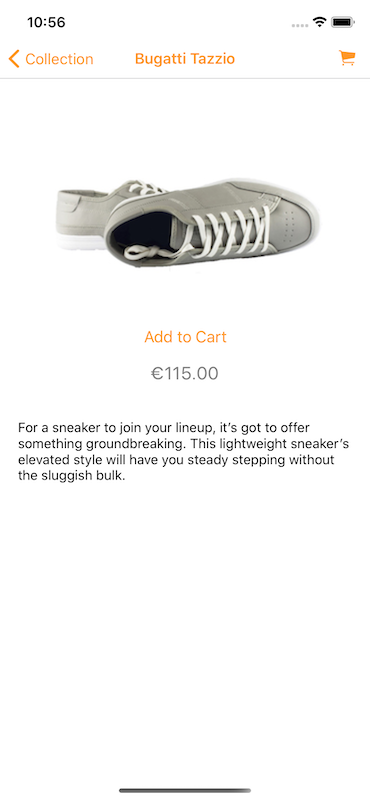 10:56
Collection
Bugatti Tazzio
Add to Cart
€115.00
For a sneaker to join your lineup, it’s got to offer
something groundbreaking. This lightweight sneaker’s
elevated style will have you steady stepping without
the sluggish bulk.